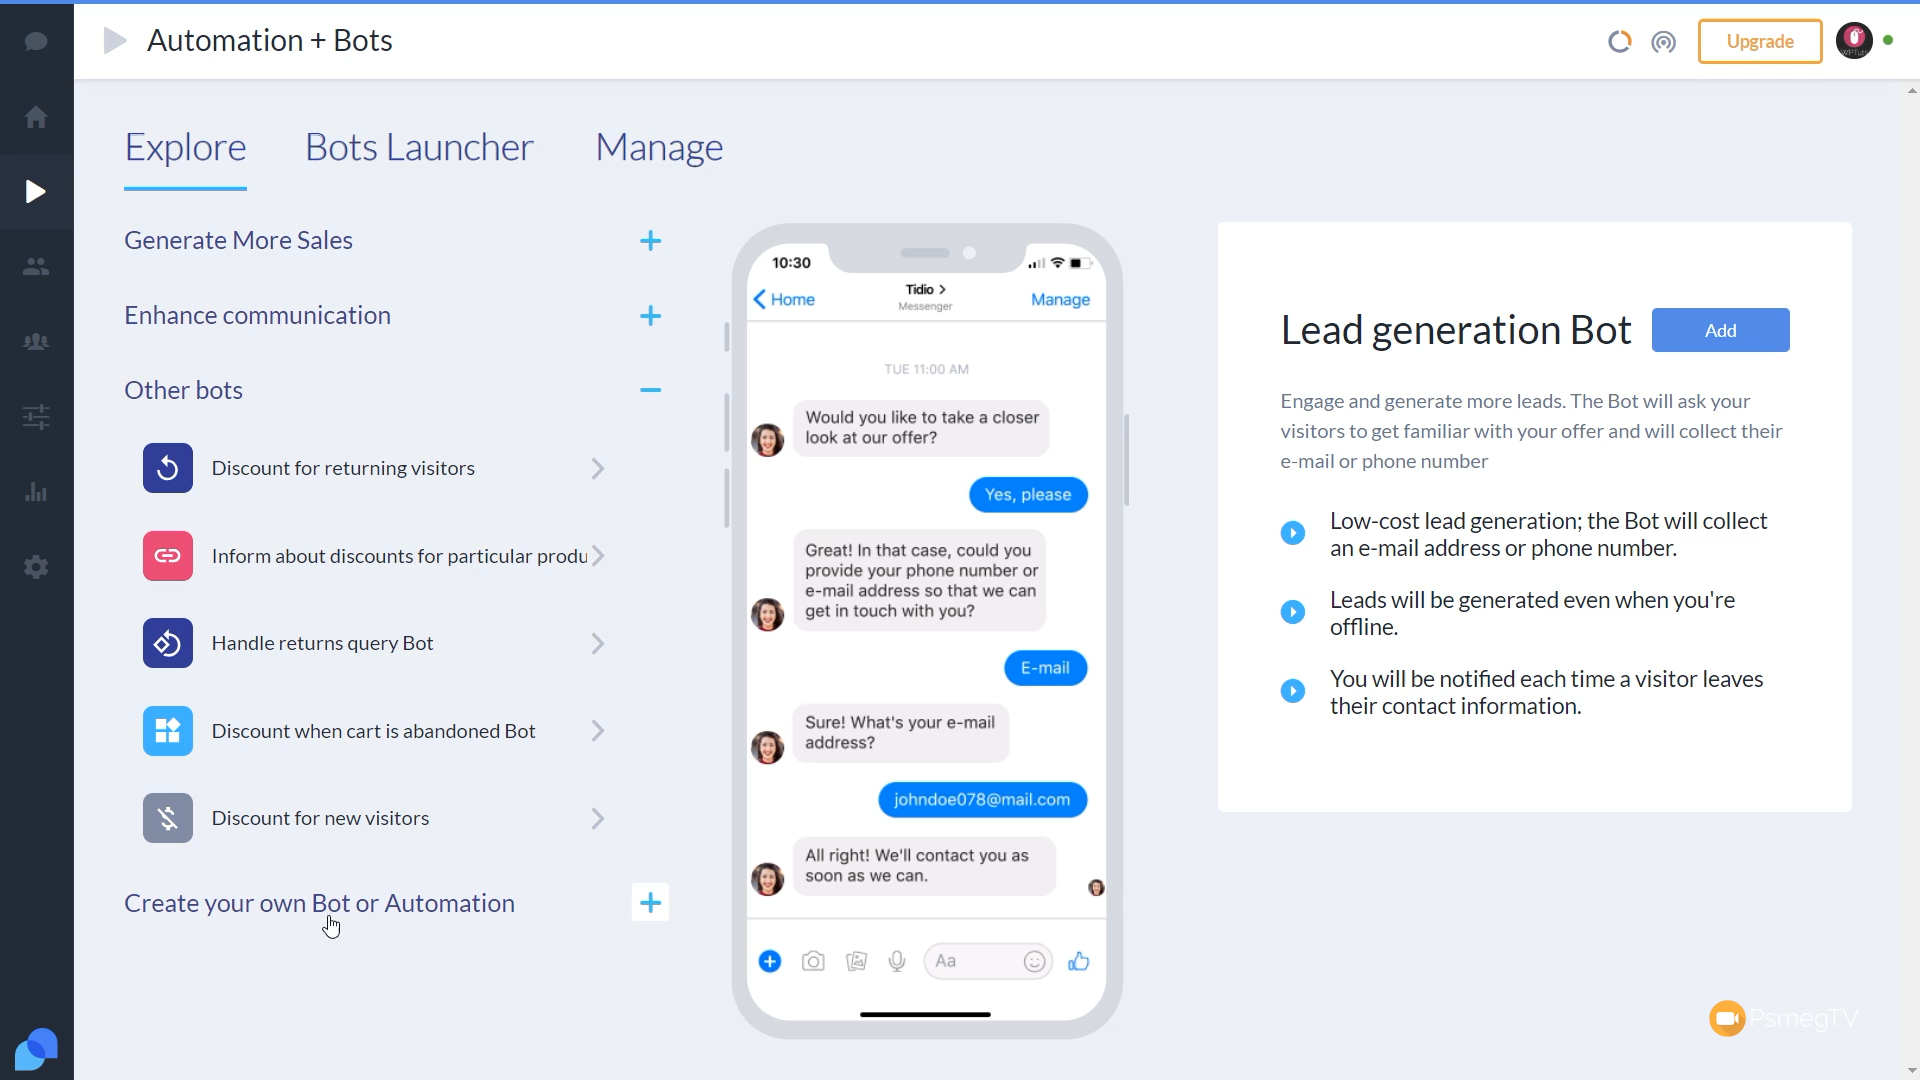 Automation + Bots
Upgrade
Explore
Bots Launcher
Manage
Generate More Sales
Enhance communication
Other bots
Discount for returning visitors
Inform about discounts for particular produ
Handle returns query Bot
Discount when cart is abandoned Bot
Discount for new visitors
Create your own Bot or Automation
10:30
Home
Tidio
Messenger
Manage
TUE 11:00 AM
Would you like to take a closer
look at our offer?
Yes, please
Great! In that case, could you
provide your phone number or
e-mail address so that we can
get in touch with you?
E-mail
Sure! What's your e-mail
address?
johndoe078@mail.com
All right! We'll contact you as
soon as we can.
Aa
Lead generation Bot
Add
Engage and generate more leads. The Bot will ask your
visitors to get familiar with your offer and will collect their
e-mail or phone number
Low-cost lead generation; the Bot will collect
an e-mail address or phone number.
Leads will be generated even when you're
offline.
You will be notified each time a visitor leaves
their contact information.
PsmegTV